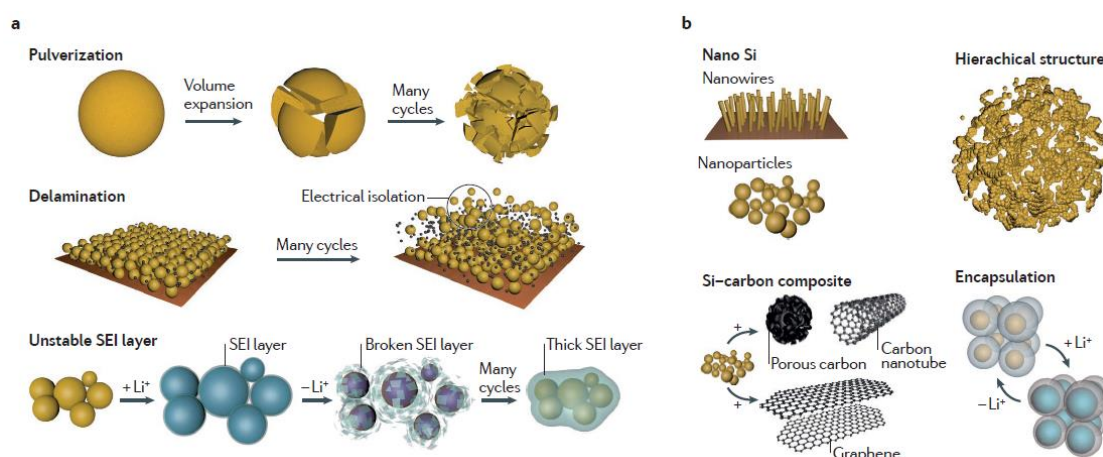 a
Pulverization
Volume
expansion
Many
cycles
Delamination
Electrical isolation
Many cycles
Unstable SEI layer
SEI layer
Broken SEI layer
Thick SEI layer
+ Li⁺
– Li⁺
Many
cycles
b
Nano Si
Nanowires
Nanoparticles
Hierachical structure
Si–carbon composite
+
+
Porous carbon
Carbon
nanotube
Graphene
Encapsulation
+ Li⁺
– Li⁺